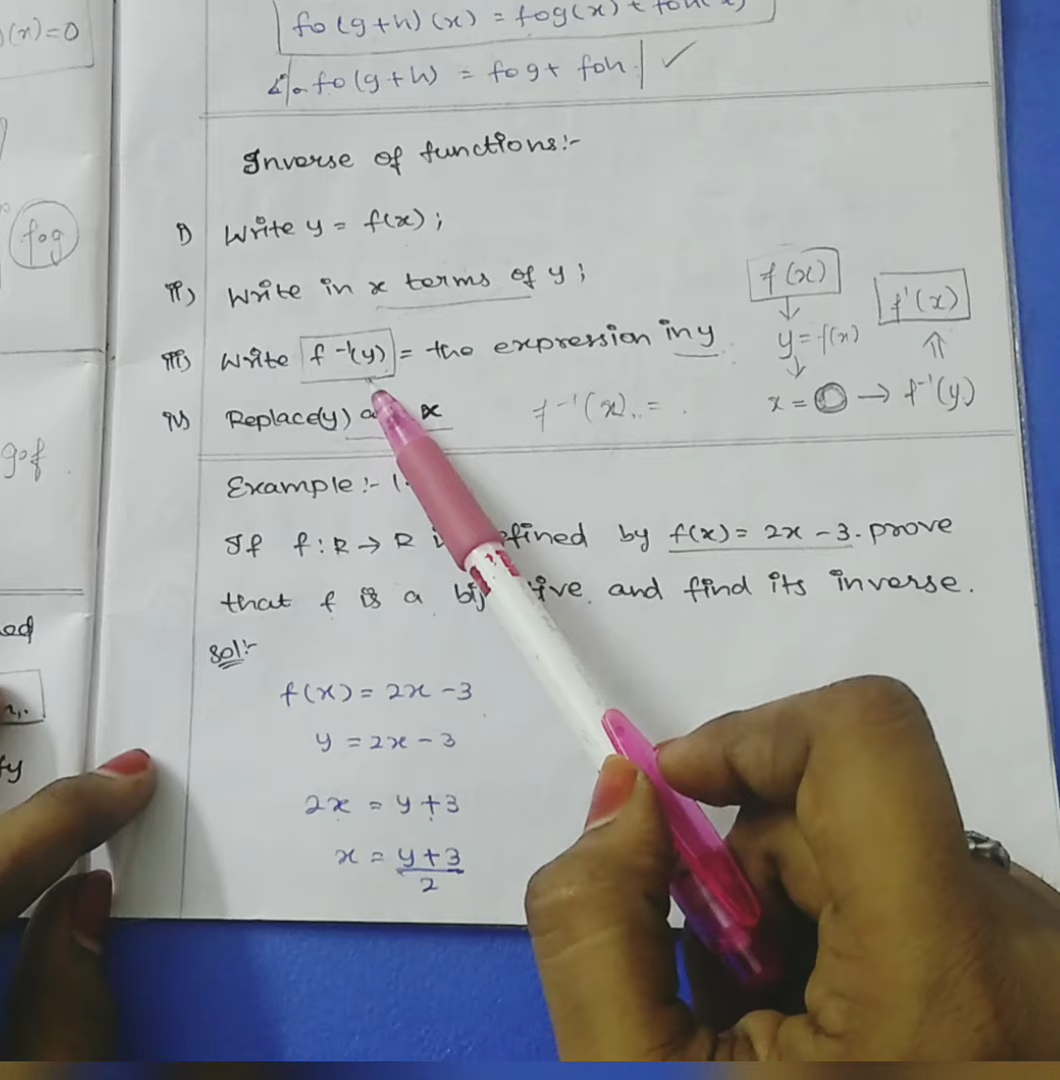 (x)=0
fo(g+h)(x) = fog(x) +
fo(g+h) = fog+ foh
Inverse of functions:-
fog
i) Write y = f(x);
ii) Write in x terms of y;
f(x)
f'(x)
iii) Write f⁻¹(y) = the expression in y
y=f(x)
iv) Replace(y) x
f⁻¹(x) = .
x = → f⁻¹(y)
gof
Example:- 1.
If f:R→R by f(x)= 2x-3. prove
that f is a and find its inverse.
Sol:-
f(x)= 2x-3
y = 2x-3
2x = y+3
x = y+3
2